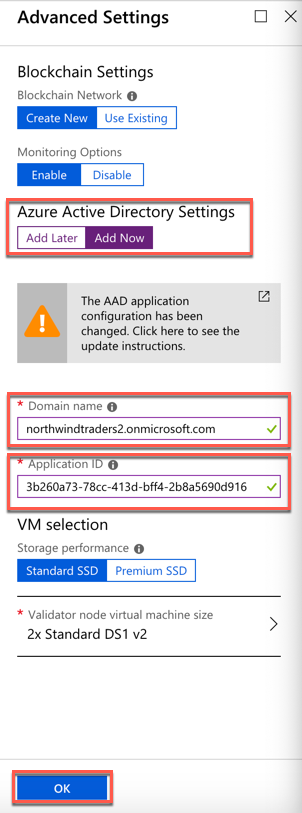 Advanced Settings
Blockchain Settings
Blockchain Network
Create New Use Existing
Monitoring Options
Enable Disable
Azure Active Directory Settings
Add Later Add Now
The AAD application
configuration has been
changed. Click here to see the
update instructions.
* Domain name
northwindtraders2.onmicrosoft.com
* Application ID
3b260a73-78cc-413d-bff4-2b8a5690d916
VM selection
Storage performance
Standard SSD Premium SSD
* Validator node virtual machine size
2x Standard DS1 v2
OK